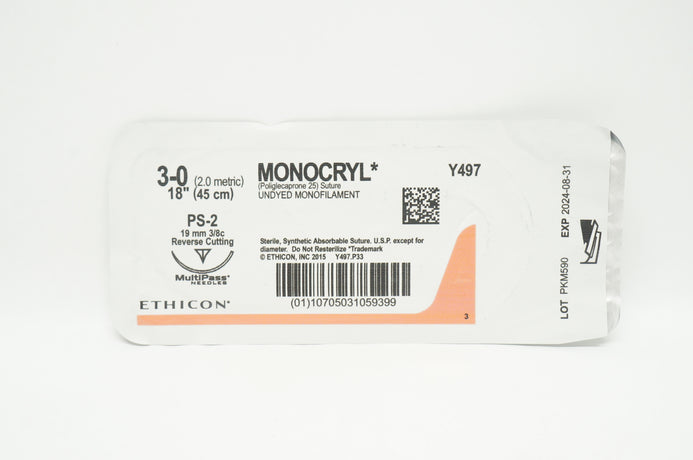 3-0 (2.0 metric)
18" (45 cm)
PS-2
19 mm 3/8c
Reverse Cutting
MultiPass*
NEEDLES
ETHICON*
MONOCRYL*
(Poliglecaprone 25) Suture
UNDYED MONOFILAMENT
Y497
Sterile, Synthetic Absorbable Suture. U.S.P. except for
diameter. Do Not Resterilize *Trademark
© ETHICON, INC 2015 Y497.P33
(01)10705031059399
3
LOT PKM590 EXP 2024-08-31